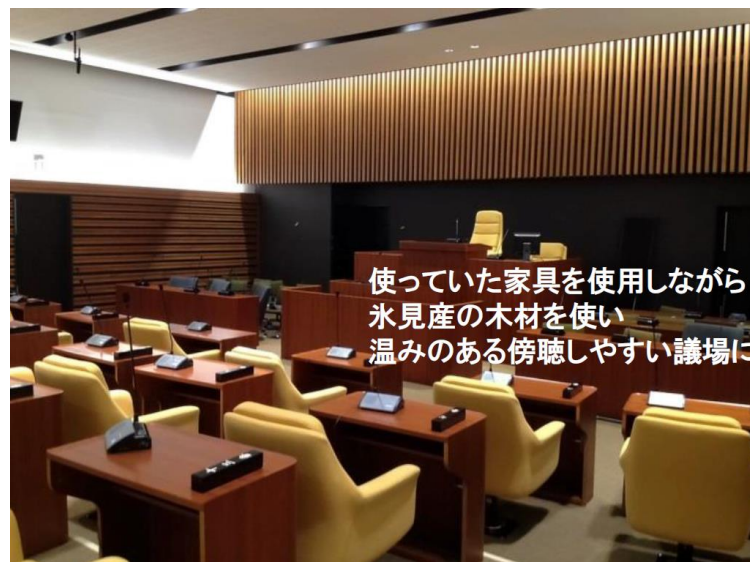 使っていた家具を使用しながら
氷見産の木材を使い
温みのある傍聴しやすい議場に